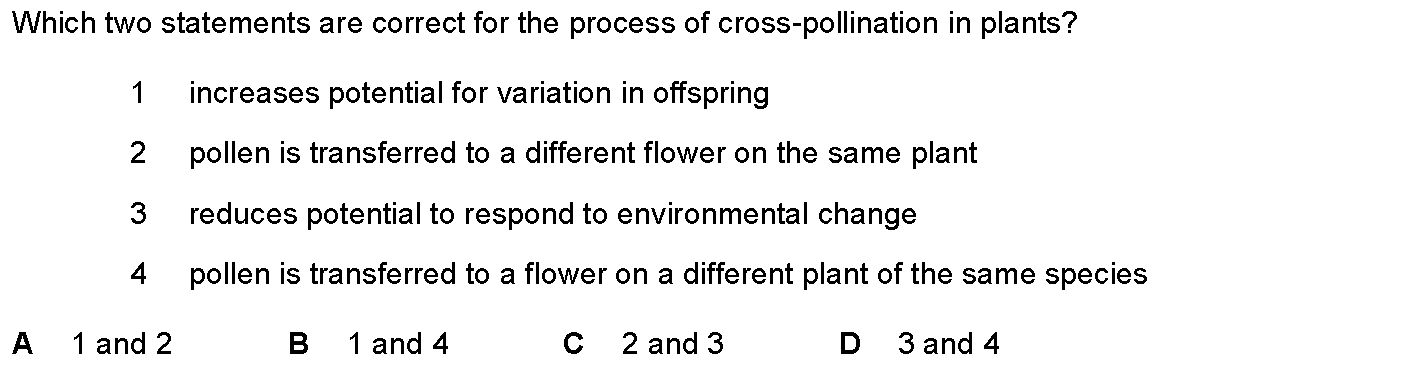 Which two statements are correct for the process of cross-pollination in plants?
1 increases potential for variation in offspring
2 pollen is transferred to a different flower on the same plant
3 reduces potential to respond to environmental change
4 pollen is transferred to a flower on a different plant of the same species
A 1 and 2 B 1 and 4 C 2 and 3 D 3 and 4